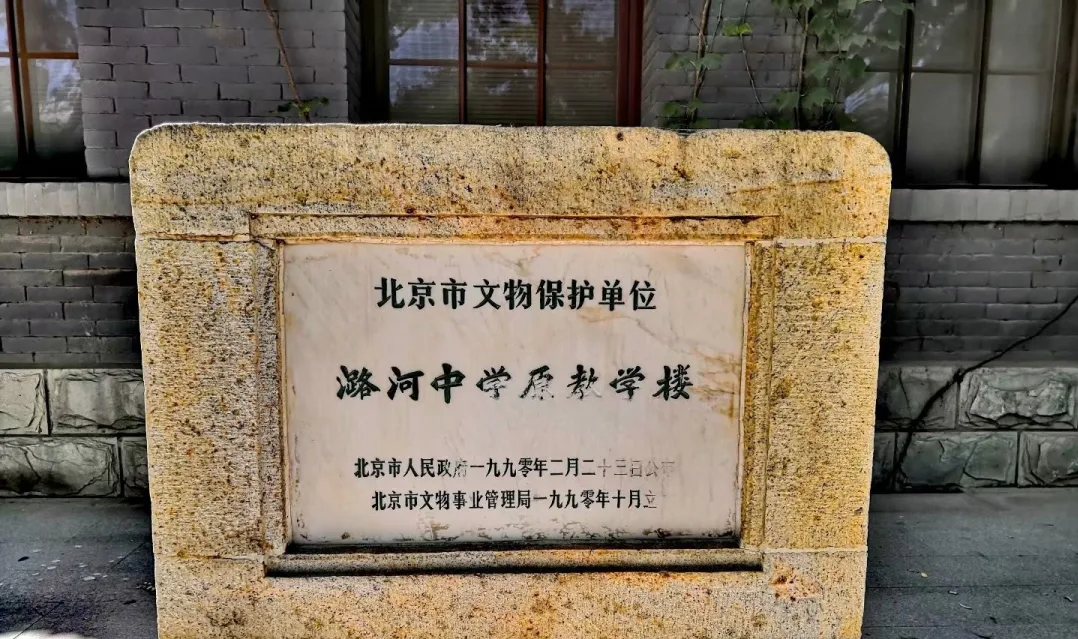 北京市文物保护单位
潞河中学原教学楼
北京市人民政府一九九零年二月二十三日公布
北京市文物事业管理局一九九零年十月立